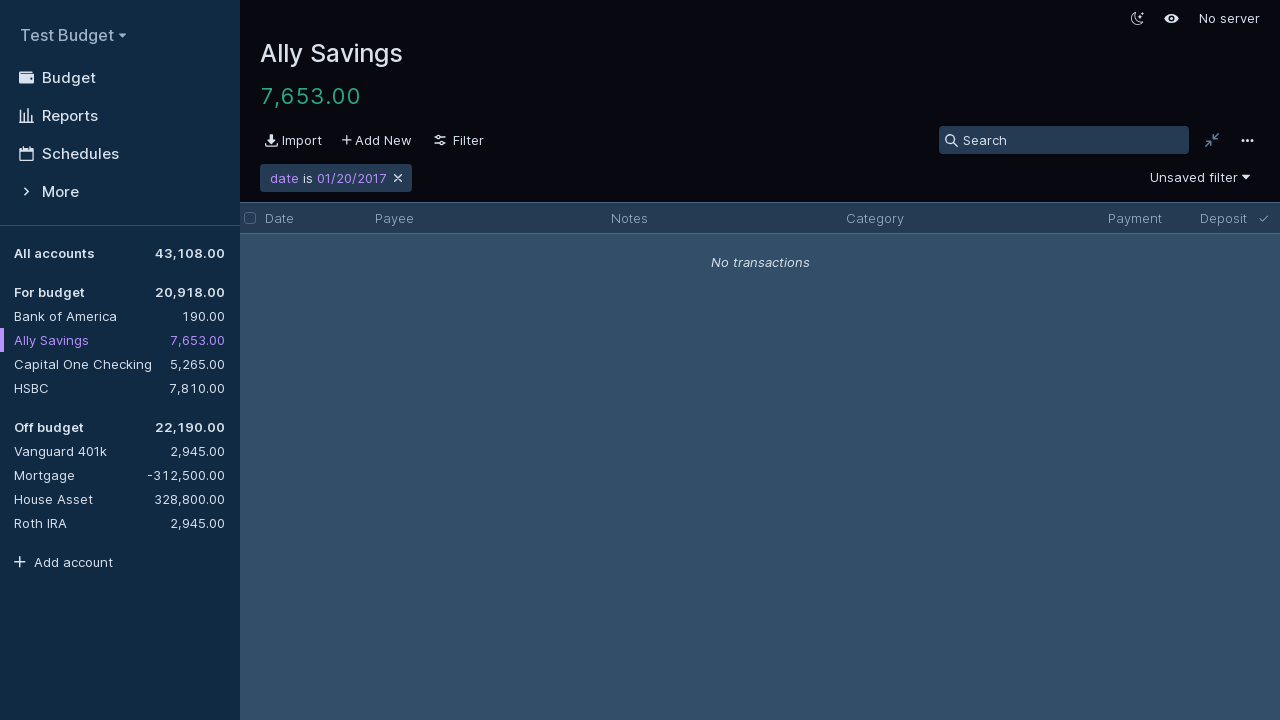 Test Budget
Budget
Reports
Schedules
More
All accounts 43,108.00
For budget 20,918.00
Bank of America 190.00
Ally Savings 7,653.00
Capital One Checking 5,265.00
HSBC 7,810.00
Off budget 22,190.00
Vanguard 401k 2,945.00
Mortgage -312,500.00
House Asset 328,800.00
Roth IRA 2,945.00
Add account
No server
Ally Savings
7,653.00
Import Add New Filter Search
date is 01/20/2017 Unsaved filter
Date Payee Notes Category Payment Deposit
No transactions